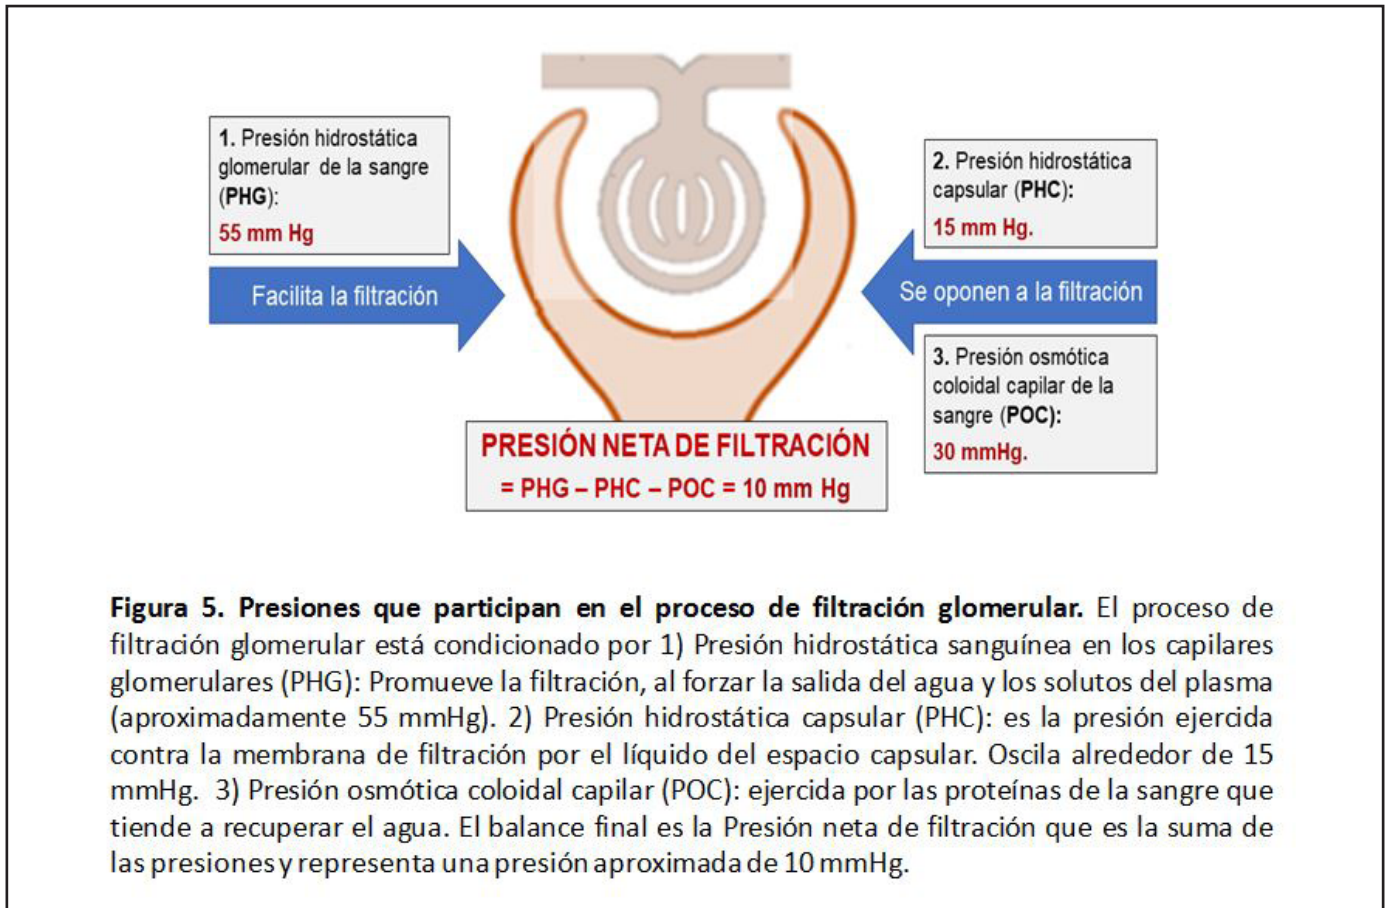 1. Presión hidrostática
glomerular de la sangre
(PHG):
55 mm Hg
Facilita la filtración
2. Presión hidrostática
capsular (PHC):
15 mm Hg.
Se oponen a la filtración
3. Presión osmótica
coloidal capilar de la
sangre (POC):
30 mmHg.
PRESIÓN NETA DE FILTRACIÓN
= PHG – PHC – POC = 10 mm Hg
Figura 5. Presiones que participan en el proceso de filtración glomerular. El proceso de
filtración glomerular está condicionado por 1) Presión hidrostática sanguínea en los capilares
glomerulares (PHG): Promueve la filtración, al forzar la salida del agua y los solutos del plasma
(aproximadamente 55 mmHg). 2) Presión hidrostática capsular (PHC): es la presión ejercida
contra la membrana de filtración por el líquido del espacio capsular. Oscila alrededor de 15
mmHg. 3) Presión osmótica coloidal capilar (POC): ejercida por las proteínas de la sangre que
tiende a recuperar el agua. El balance final es la Presión neta de filtración que es la suma de
las presiones y representa una presión aproximada de 10 mmHg.